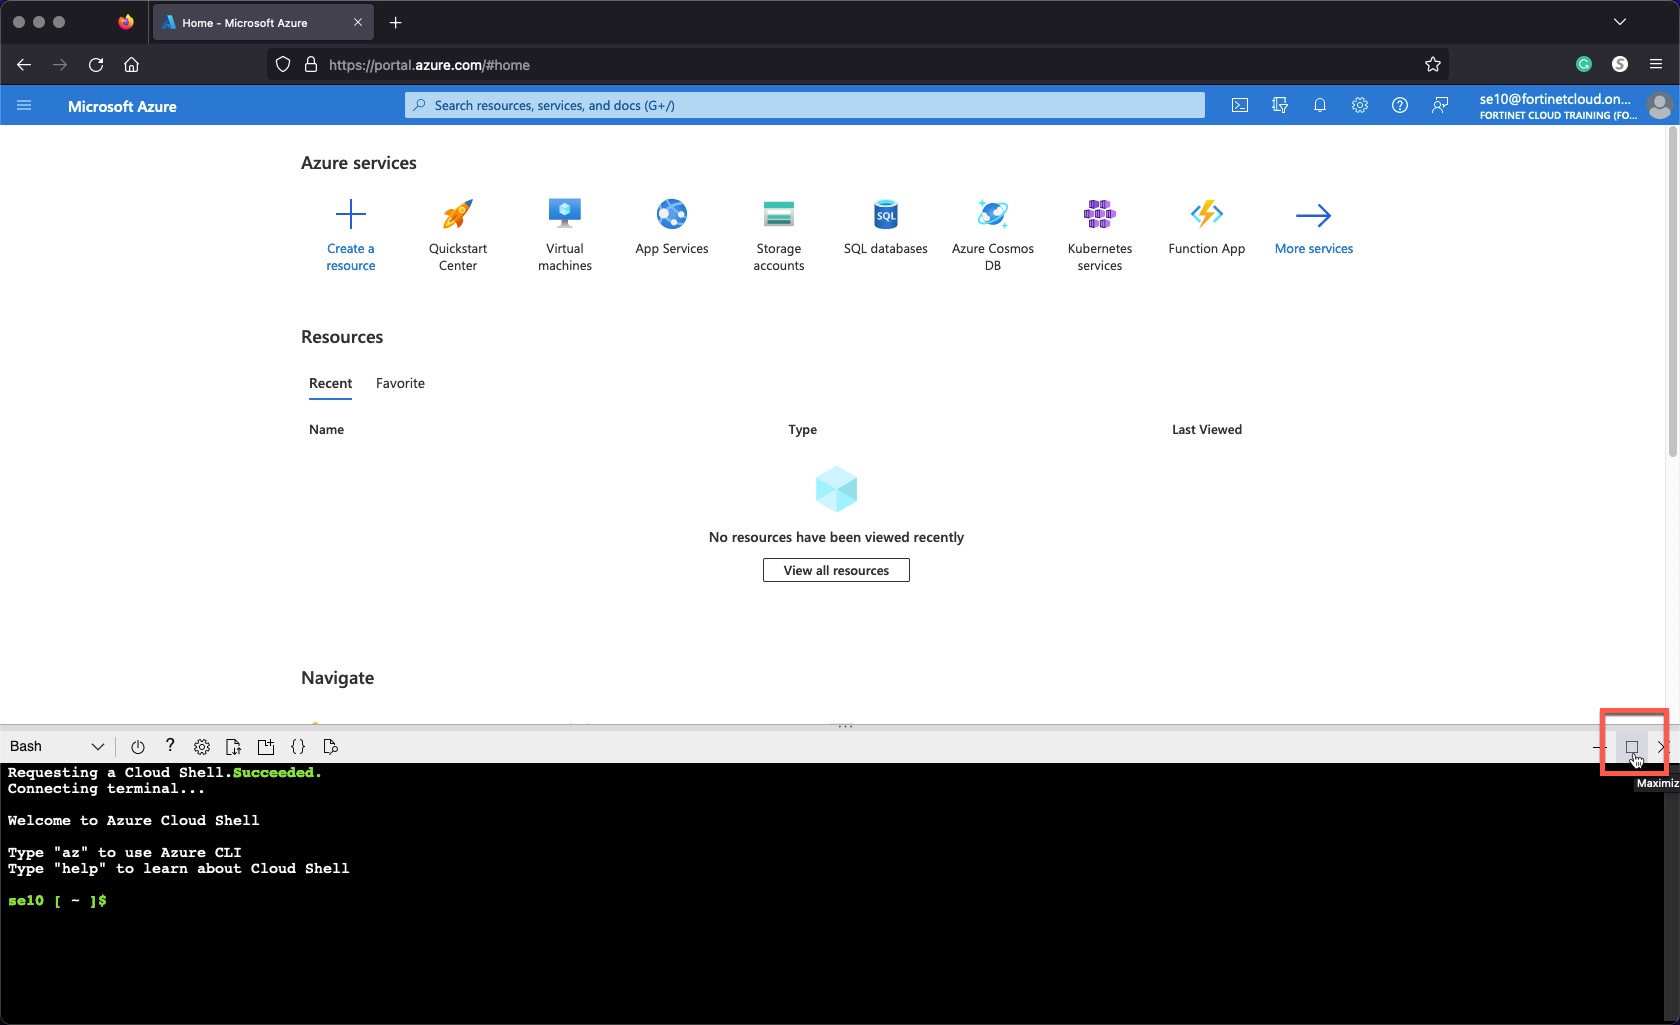 Home - Microsoft Azure
https://portal.azure.com/#home
Microsoft Azure
Search resources, services, and docs (G+/)
se10@fortinetcloud.on...
FORTINET CLOUD TRAINING (FO...
Azure services
Create a
resource
Quickstart
Center
Virtual
machines
App Services
Storage
accounts
SQL
SQL databases
Azure Cosmos
DB
Kubernetes
services
Function App
More services
Resources
Recent Favorite
Name Type Last Viewed
No resources have been viewed recently
View all resources
Navigate
Bash
Requesting a Cloud Shell.Succeeded.
Connecting terminal...
Welcome to Azure Cloud Shell
Type "az" to use Azure CLI
Type "help" to learn about Cloud Shell
se10 [ ~ ]$
Maximiz